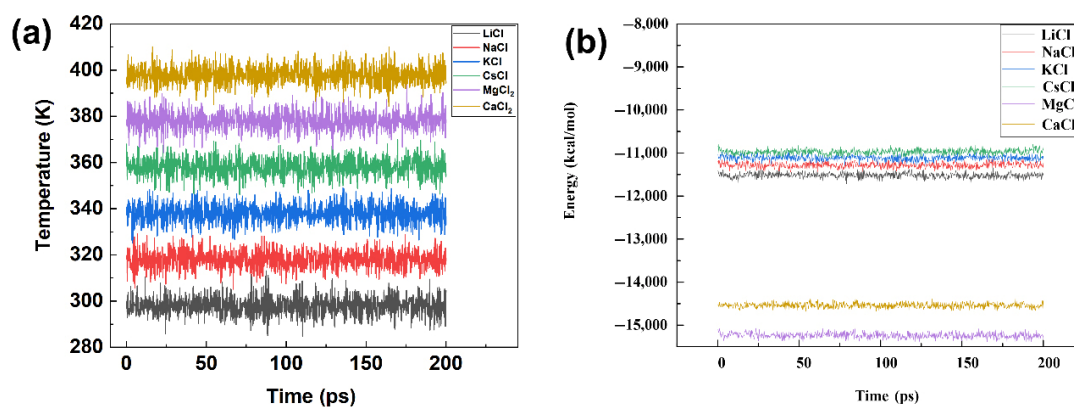 (a)
Temperature (K)
420
400
380
360
340
320
300
280
0
50
100
150
200
Time (ps)
LiCl
NaCl
KCl
CsCl
MgCl₂
CaCl₂
(b)
Energy (kcal/mol)
−8,000
−9,000
−10,000
−11,000
−12,000
−13,000
−14,000
−15,000
0
50
100
150
200
Time (ps)
LiCl
NaCl
KCl
CsCl
MgCl
CaCl